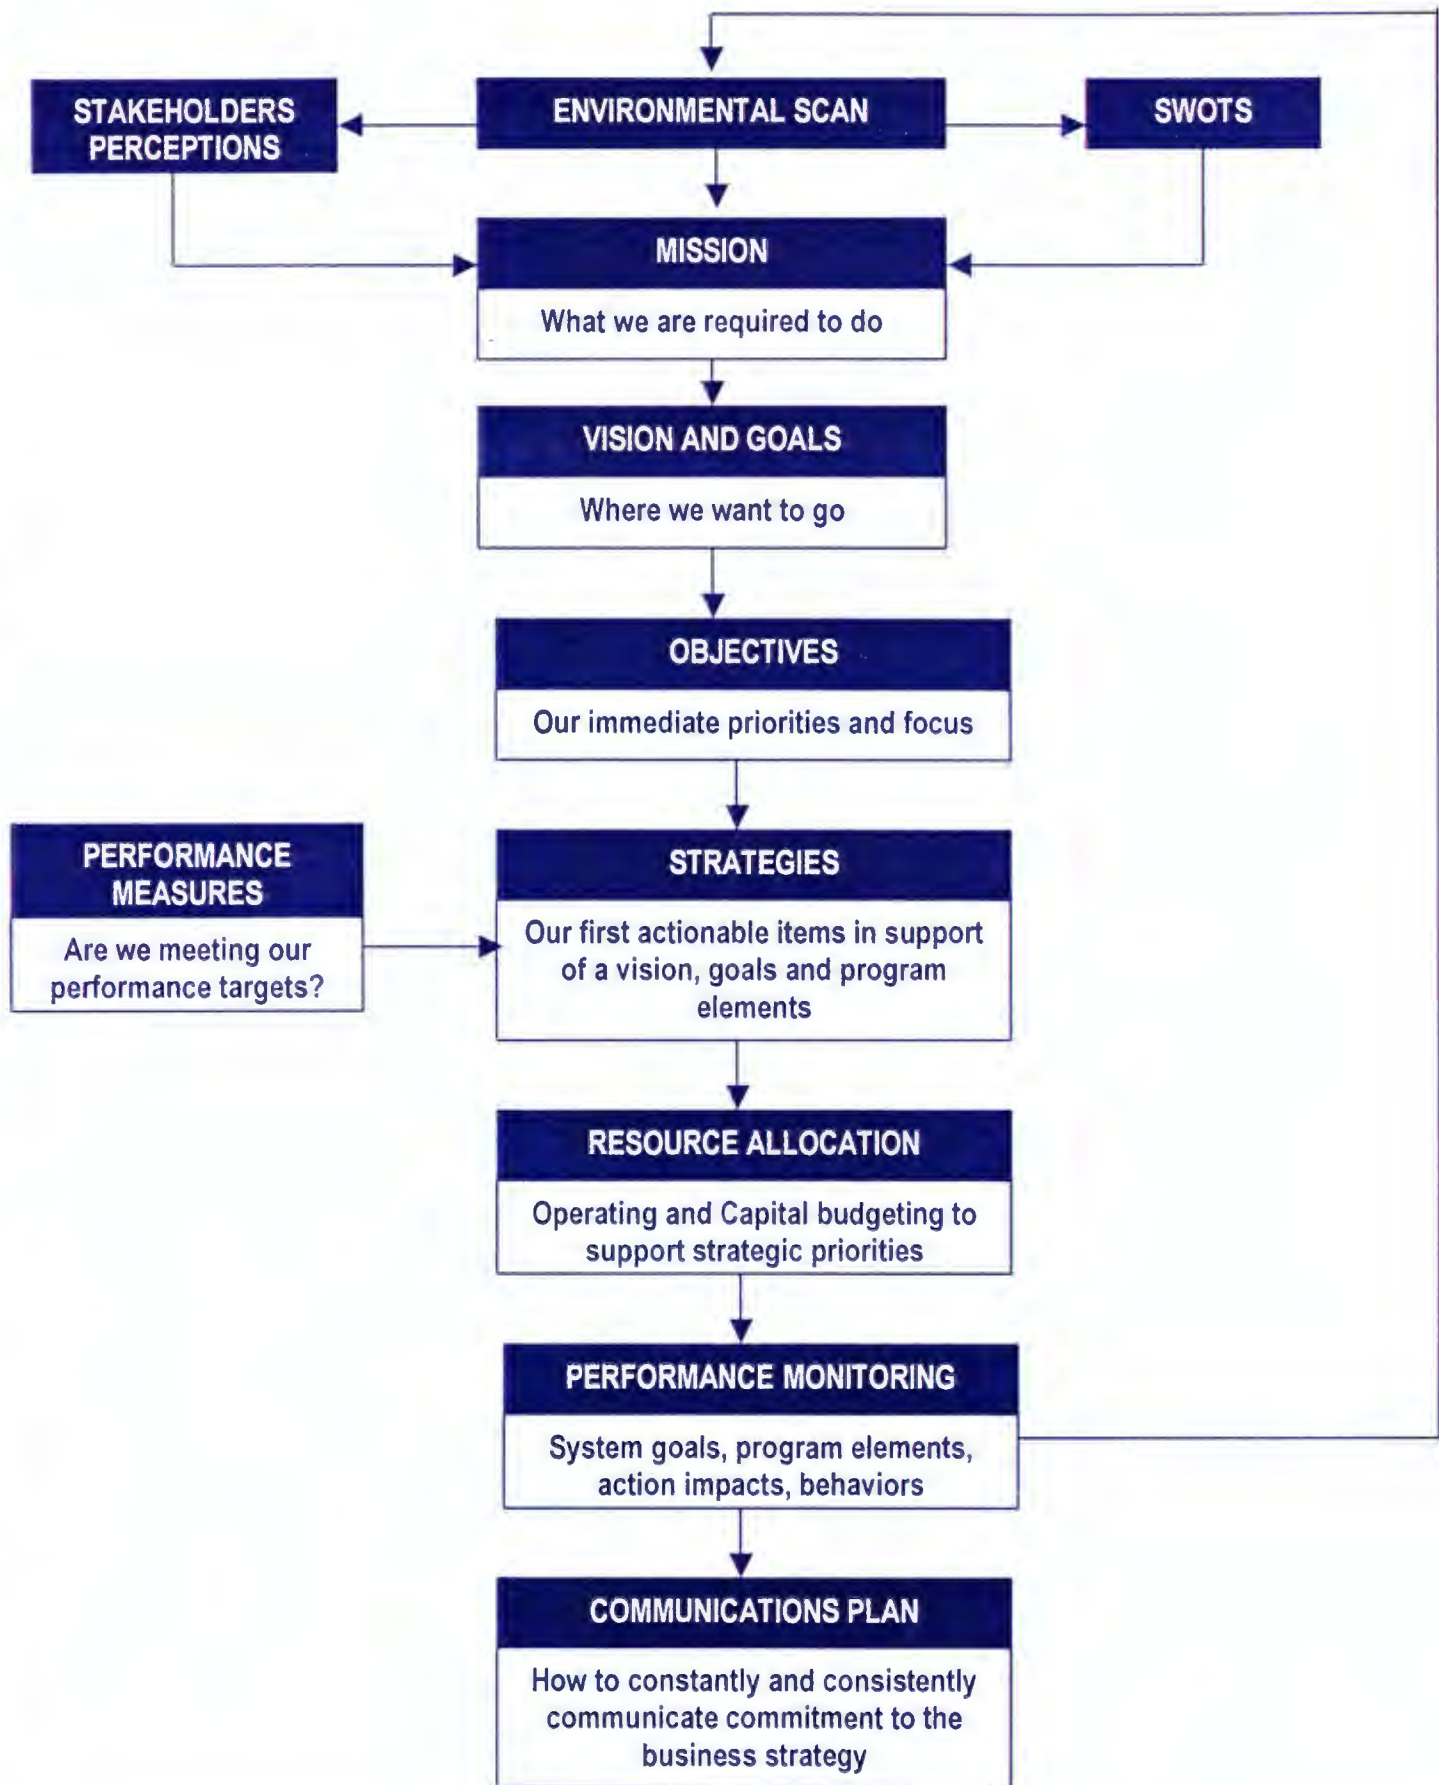 STAKEHOLDERS
PERCEPTIONS
ENVIRONMENTAL SCAN
SWOTS
MISSION
What we are required to do
VISION AND GOALS
Where we want to go
OBJECTIVES
Our immediate priorities and focus
PERFORMANCE
MEASURES
Are we meeting our
performance targets?
STRATEGIES
Our first actionable items in support
of a vision, goals and program
elements
RESOURCE ALLOCATION
Operating and Capital budgeting to
support strategic priorities
PERFORMANCE MONITORING
System goals, program elements,
action impacts, behaviors
COMMUNICATIONS PLAN
How to constantly and consistently
communicate commitment to the
business strategy